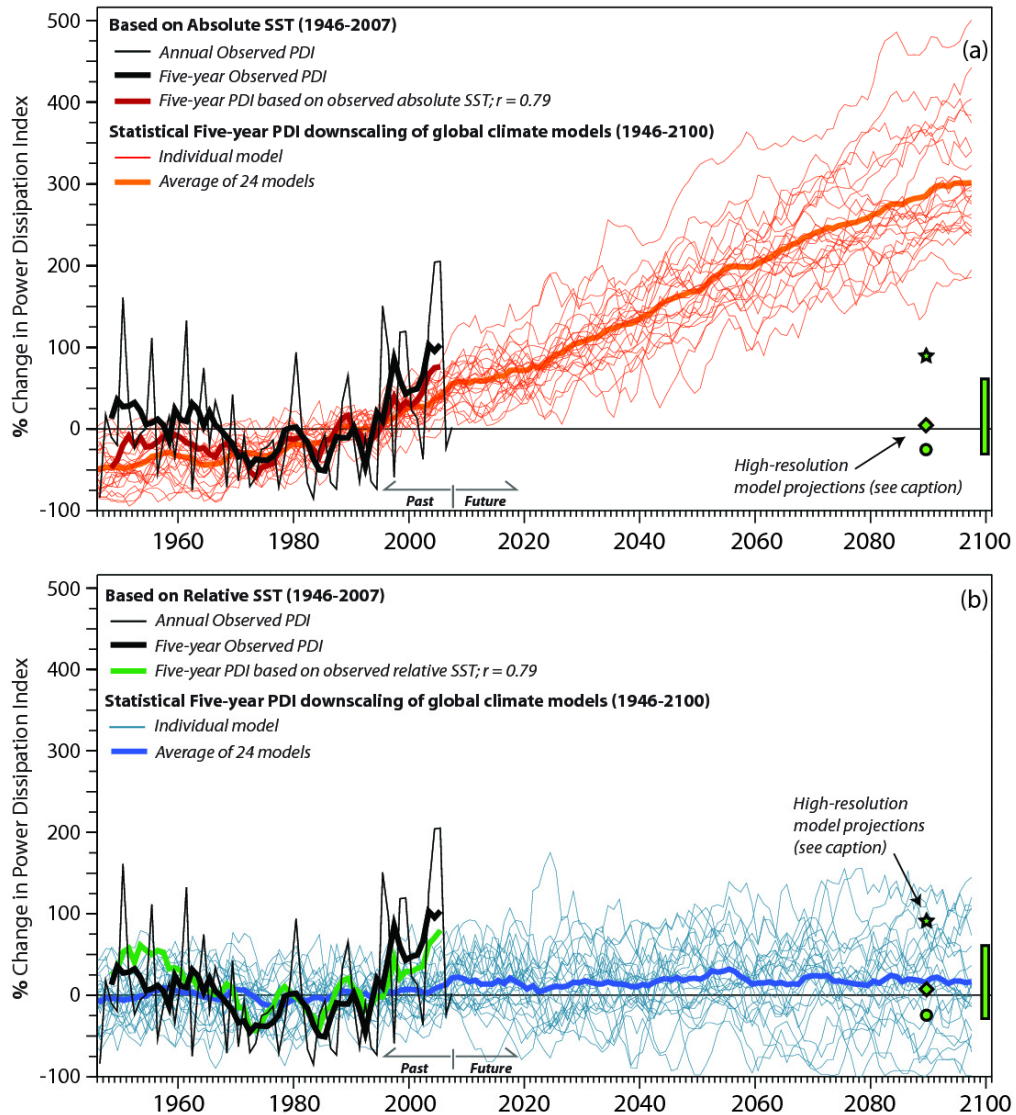 (a)
Based on Absolute SST (1946-2007)
Annual Observed PDI
Five-year Observed PDI
Five-year PDI based on observed absolute SST; r = 0.79
Statistical Five-year PDI downscaling of global climate models (1946-2100)
Individual model
Average of 24 models
% Change in Power Dissipation Index
500
400
300
200
100
0
-100
High-resolution
model projections (see caption)
Past Future
1960 1980 2000 2020 2040 2060 2080 2100
(b)
Based on Relative SST (1946-2007)
Annual Observed PDI
Five-year Observed PDI
Five-year PDI based on observed relative SST; r = 0.79
Statistical Five-year PDI downscaling of global climate models (1946-2100)
Individual model
Average of 24 models
% Change in Power Dissipation Index
500
400
300
200
100
0
-100
High-resolution
model projections
(see caption)
Past Future
1960 1980 2000 2020 2040 2060 2080 2100